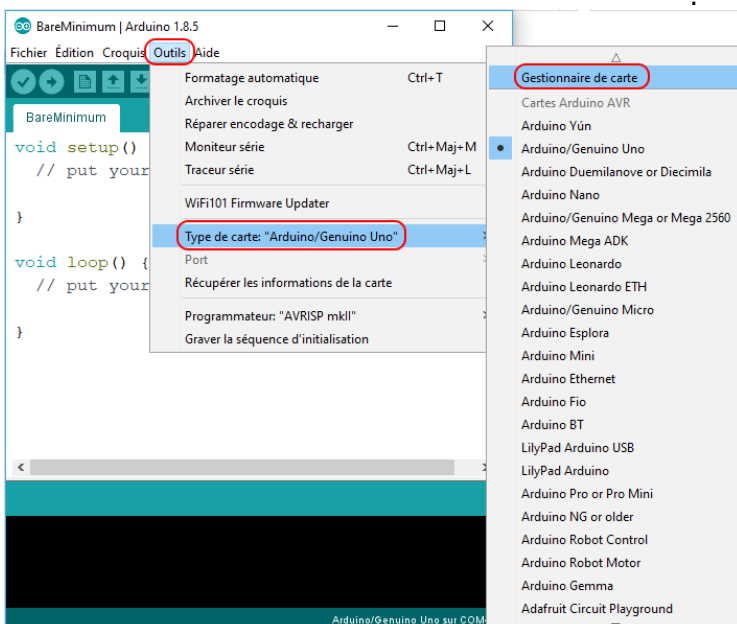 BareMinimum | Arduino 1.8.5
Fichier Édition Croquis Outils Aide
BareMinimum
void setup()
// put your
}
void loop() {
// put your
}
Formatage automatique Ctrl+T
Archiver le croquis
Réparer encodage & recharger
Moniteur série Ctrl+Maj+M
Traceur série Ctrl+Maj+L
WiFi101 Firmware Updater
Type de carte: "Arduino/Genuino Uno"
Port
Récupérer les informations de la carte
Programmateur: "AVRISP mkII"
Graver la séquence d'initialisation
Gestionnaire de carte
Cartes Arduino AVR
Arduino Yún
Arduino/Genuino Uno
Arduino Duemilanove or Diecimila
Arduino Nano
Arduino/Genuino Mega or Mega 2560
Arduino Mega ADK
Arduino Leonardo
Arduino Leonardo ETH
Arduino/Genuino Micro
Arduino Esplora
Arduino Mini
Arduino Ethernet
Arduino Fio
Arduino BT
LilyPad Arduino USB
LilyPad Arduino
Arduino Pro or Pro Mini
Arduino NG or older
Arduino Robot Control
Arduino Robot Motor
Arduino Gemma
Adafruit Circuit Playground
Arduino/Genuino Uno sur COM